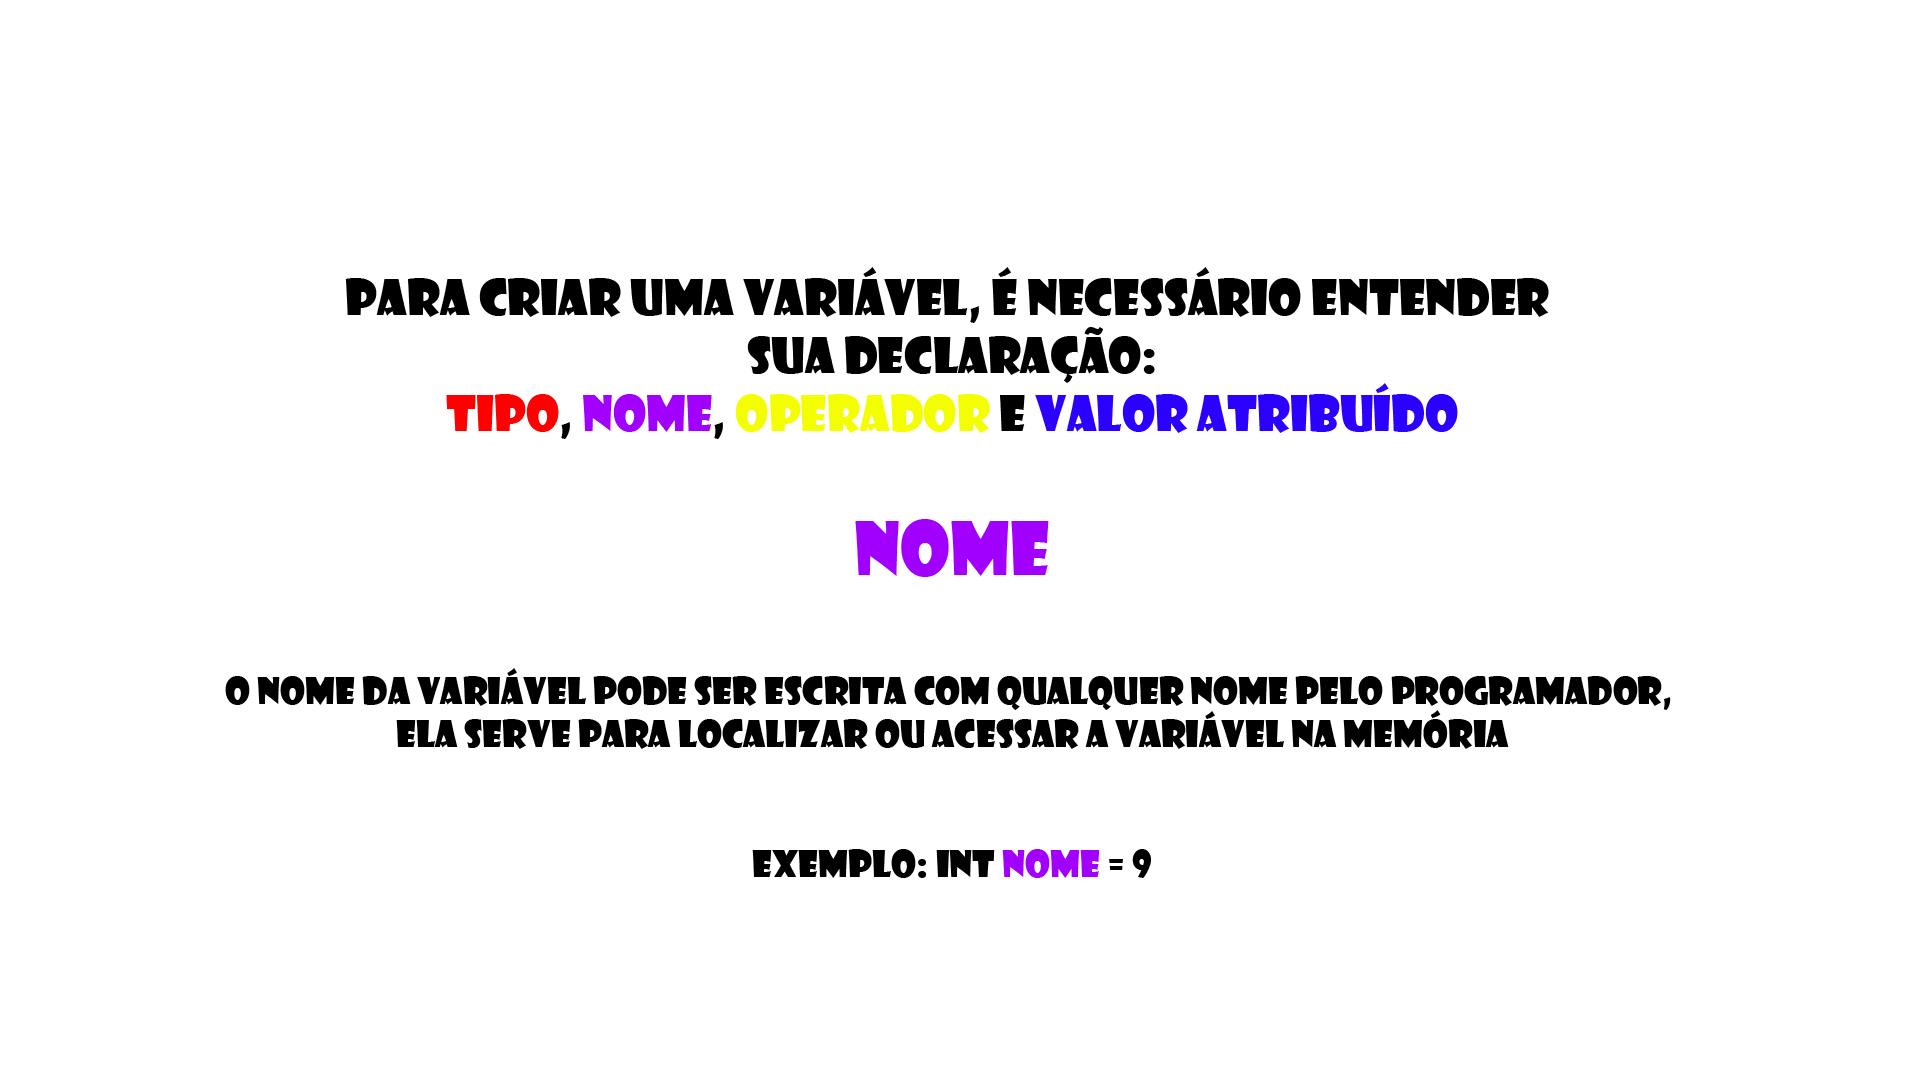 PARA CRIAR UMA VARIÁVEL, É NECESSÁRIO ENTENDER
SUA DECLARAÇÃO:
TIPO, NOME, OPERADOR E VALOR ATRIBUÍDO
NOME
O NOME DA VARIÁVEL PODE SER ESCRITA COM QUALQUER NOME PELO PROGRAMADOR,
ELA SERVE PARA LOCALIZAR OU ACESSAR A VARIÁVEL NA MEMÓRIA
EXEMPLO: INT NOME = 9